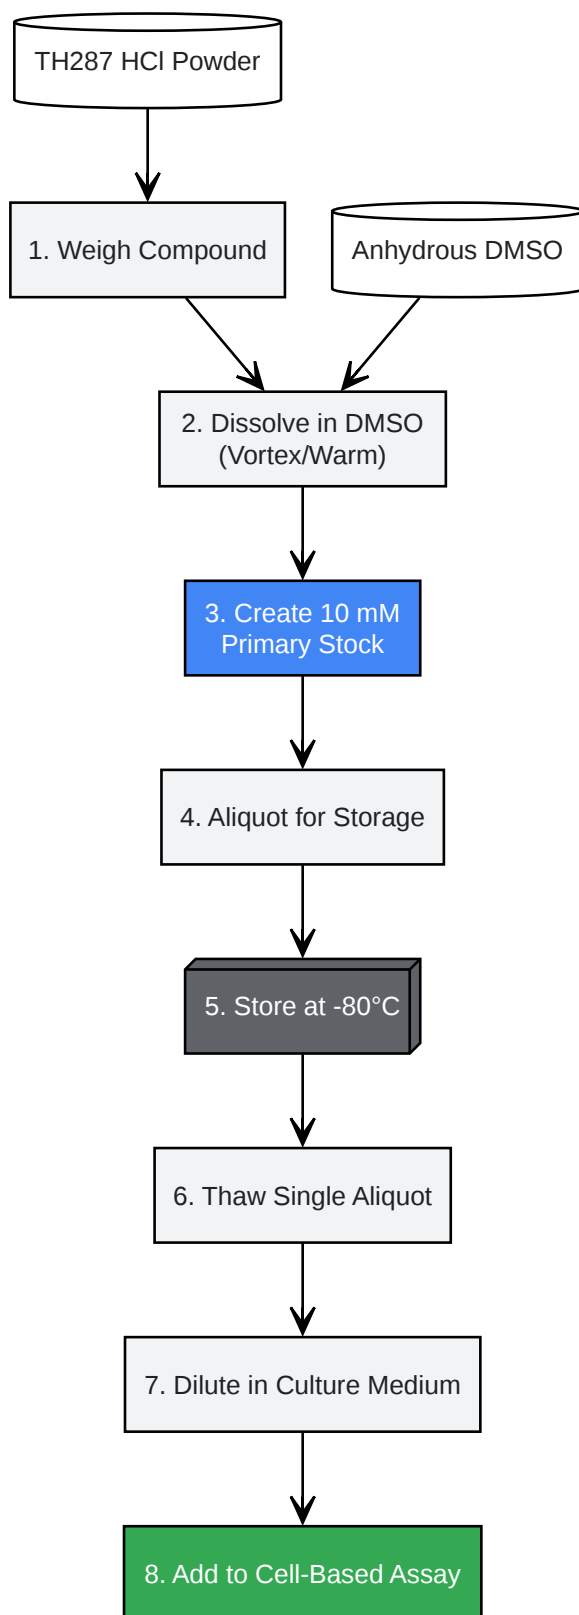 TH287 HCl Powder
1. Weigh Compound
Anhydrous DMSO
2. Dissolve in DMSO
(Vortex/Warm)
3. Create 10 mM
Primary Stock
4. Aliquot for Storage
5. Store at -80°C
6. Thaw Single Aliquot
7. Dilute in Culture Medium
8. Add to Cell-Based Assay